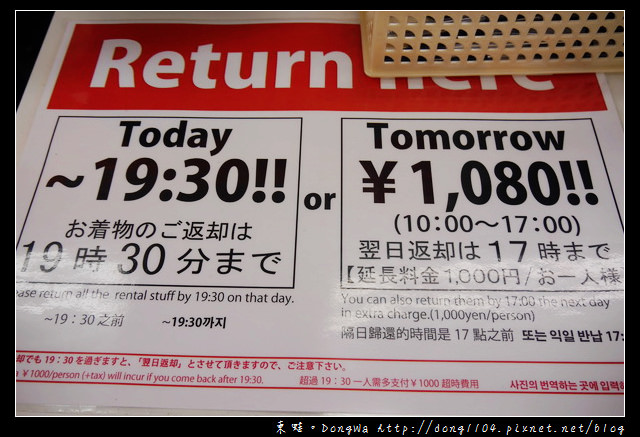 Return here
Today
~19:30!!
お着物のご返却は
19時30分まで
or
Tomorrow
¥1,080!!
(10:00～17:00)
翌日返却は17時まで
【延長料金1,000円/お一人様
return all the rental stuff by 19:30 on that day.
~19:30之前
~19:30까지
You can also return them by 17:00 the next day
in extra charge.(1,000yen/person)
隔日歸還的時間是17點之前 또는 익일 반납 17:
却でも19:30を過ぎますと、「翌日返却」とさせて頂きますので、ご注意下さい。
¥1000/person (+tax) will incur if you come back after 19:30.
超過19:30一人需多支付¥1000超時費用
사진의 번역하는 곳에 입력해
東蛙。DongWa http://dong1104.pixnet.net/blog